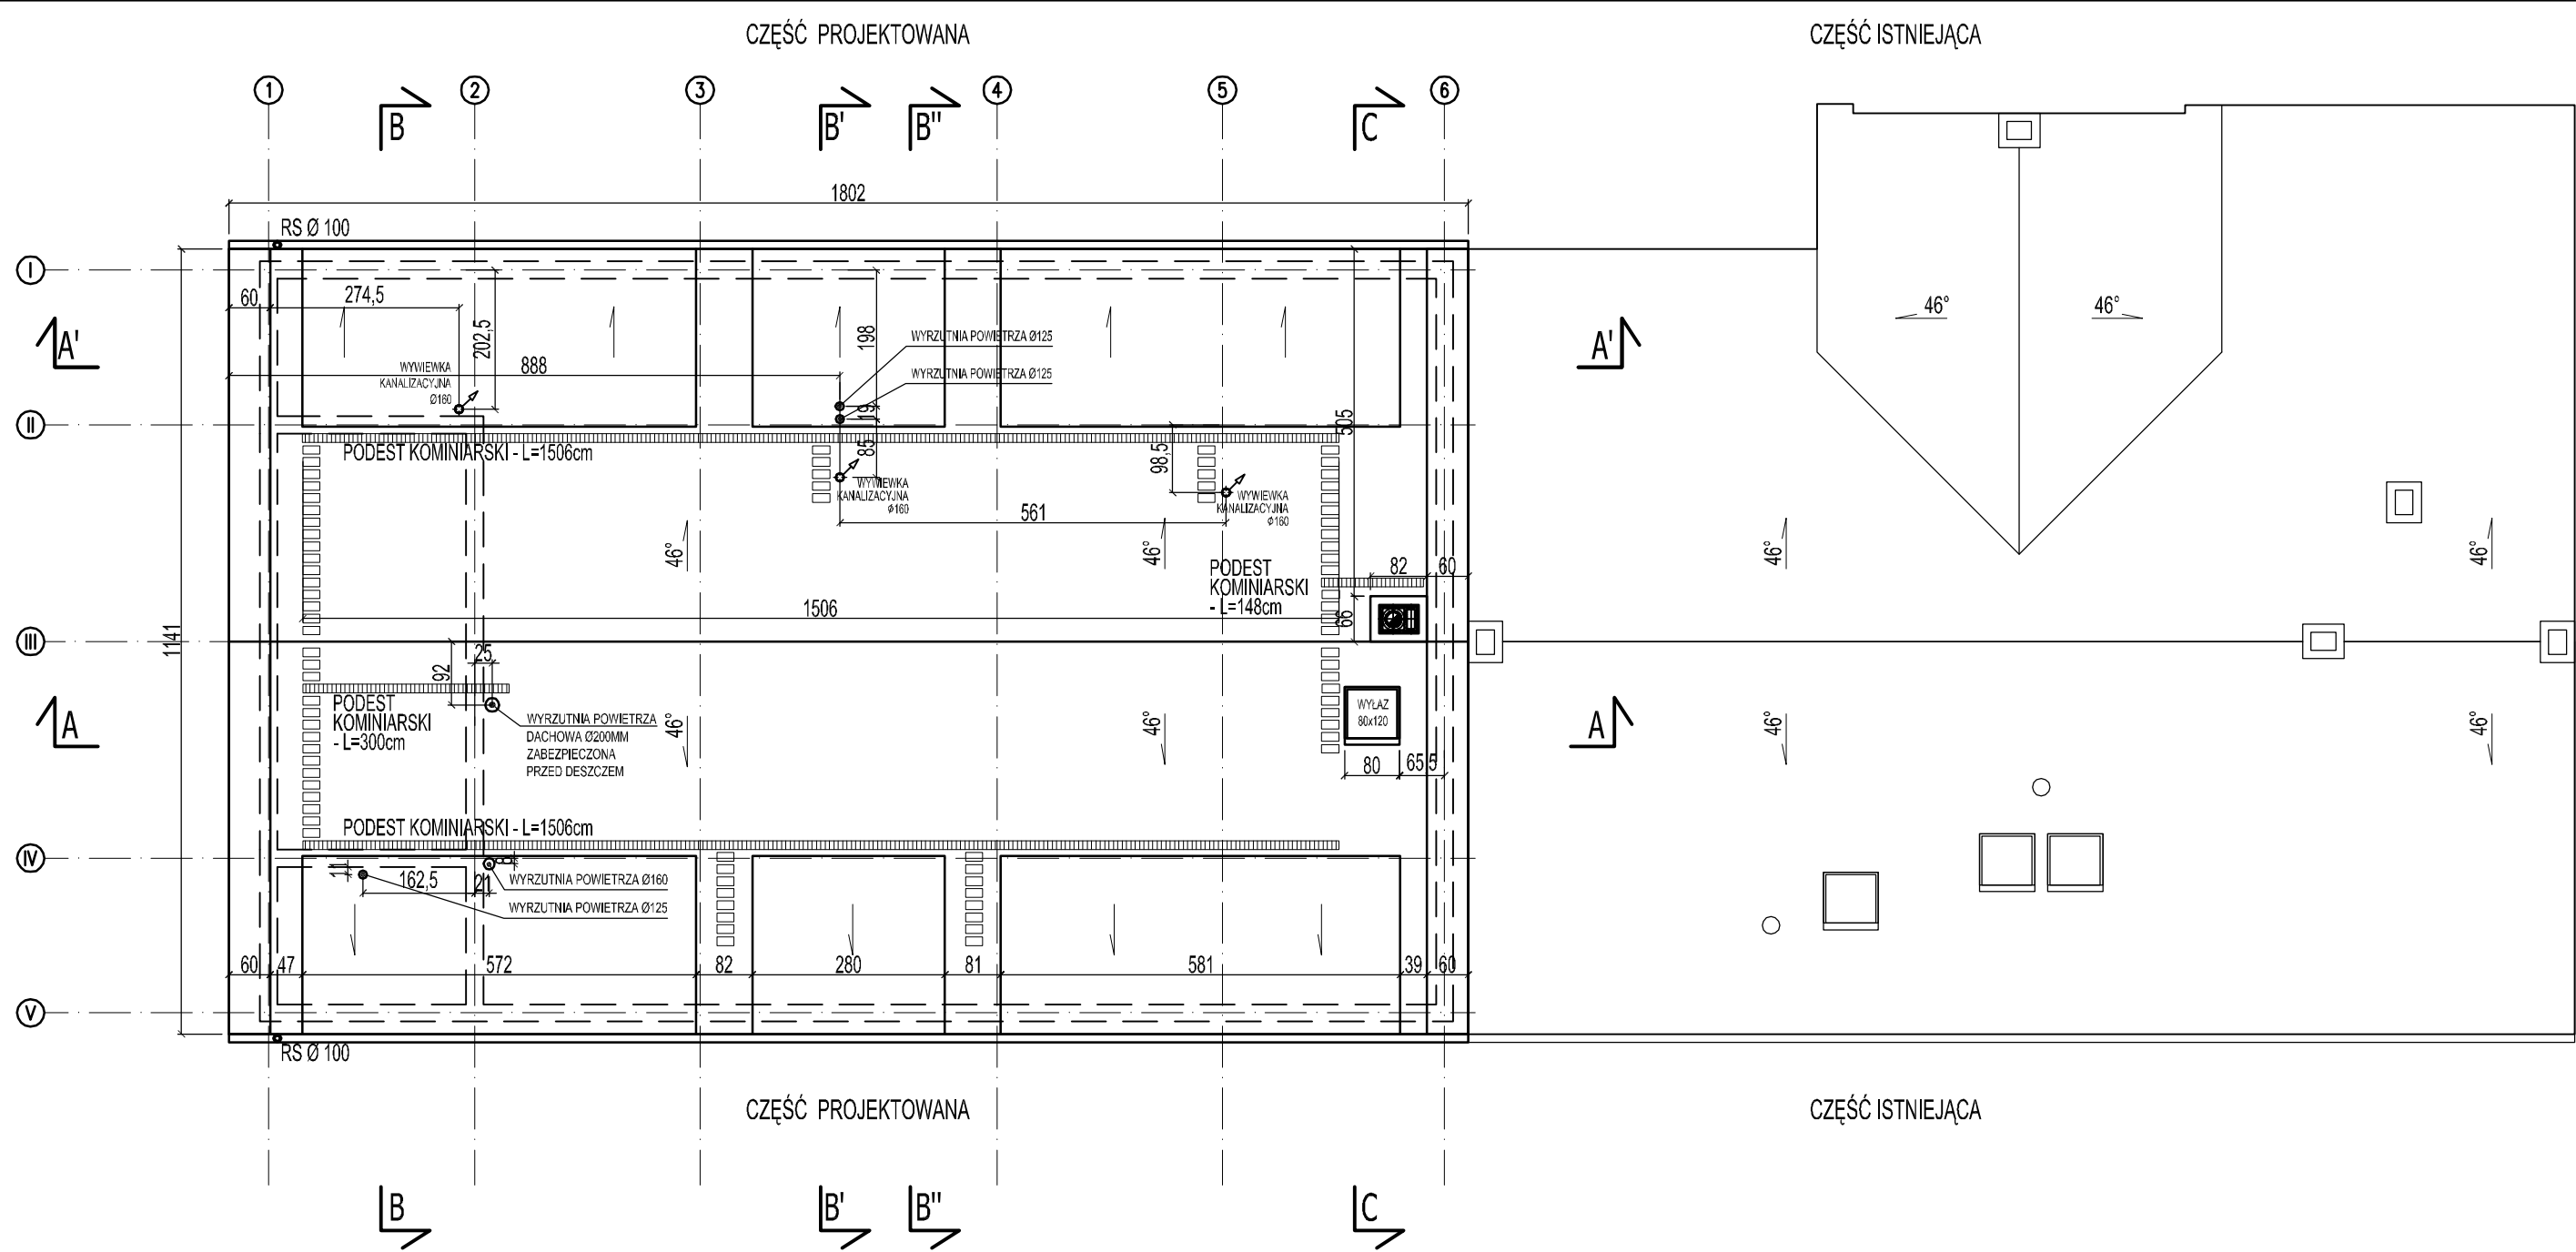 CZĘŚĆ PROJEKTOWANA
CZĘŚĆ ISTNIEJĄCA
1
2
3
4
5
6
B
B'
B"
C
1802
RS Ø 100
I
60
274,5
202,5
198
46°
46°
A'
A'
WYRZUTNIA POWIETRZA Ø125
888
WYWIEWKA
KANALIZACYJNA
Ø160
WYRZUTNIA POWIETRZA Ø125
19
505
II
PODEST KOMINIARSKI - L=1506cm
85
98,5
WYWIEWKA
KANALIZACYJNA
Ø160
WYWIEWKA
KANALIZACYJNA
Ø160
561
46°
46°
46°
46°
PODEST
KOMINIARSKI
- L=148cm
82
60
1506
66
1141
III
25
92
PODEST
KOMINIARSKI
- L=300cm
WYRZUTNIA POWIETRZA
DACHOWA Ø200MM
ZABEZPIECZONA
PRZED DESZCZEM
WYŁAZ
80x120
46°
46°
46°
46°
A
A
80
65,5
PODEST KOMINIARSKI - L=1506cm
IV
8
11
162,5
21
WYRZUTNIA POWIETRZA Ø160
WYRZUTNIA POWIETRZA Ø125
60
47
572
82
280
81
581
39
60
V
RS Ø 100
CZĘŚĆ PROJEKTOWANA
CZĘŚĆ ISTNIEJĄCA
B
B'
B"
C